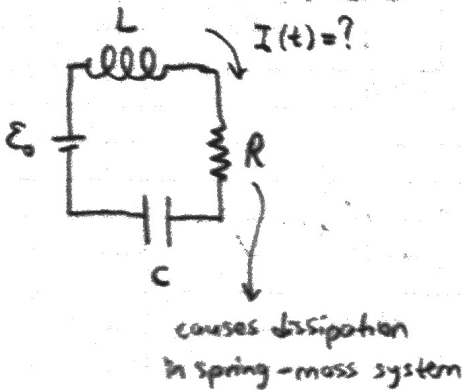 L
I(t)=?
ε₀
R
C
causes dissipation
in spring-mass system